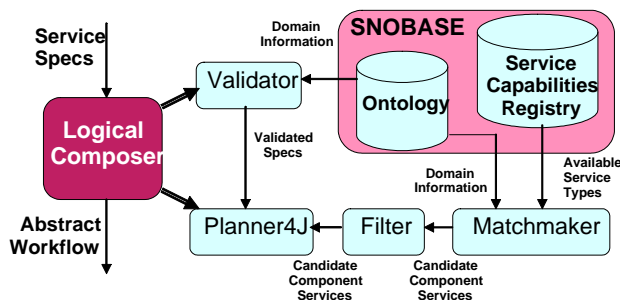 Service
Specs
Domain
Information
SNOBASE
Validator
Ontology
Service
Capabilities
Registry
Logical
Composer
Validated
Specs
Domain
Information
Available
Service
Types
Abstract
Workflow
Planner4J
Filter
Matchmaker
Candidate
Component
Services
Candidate
Component
Services